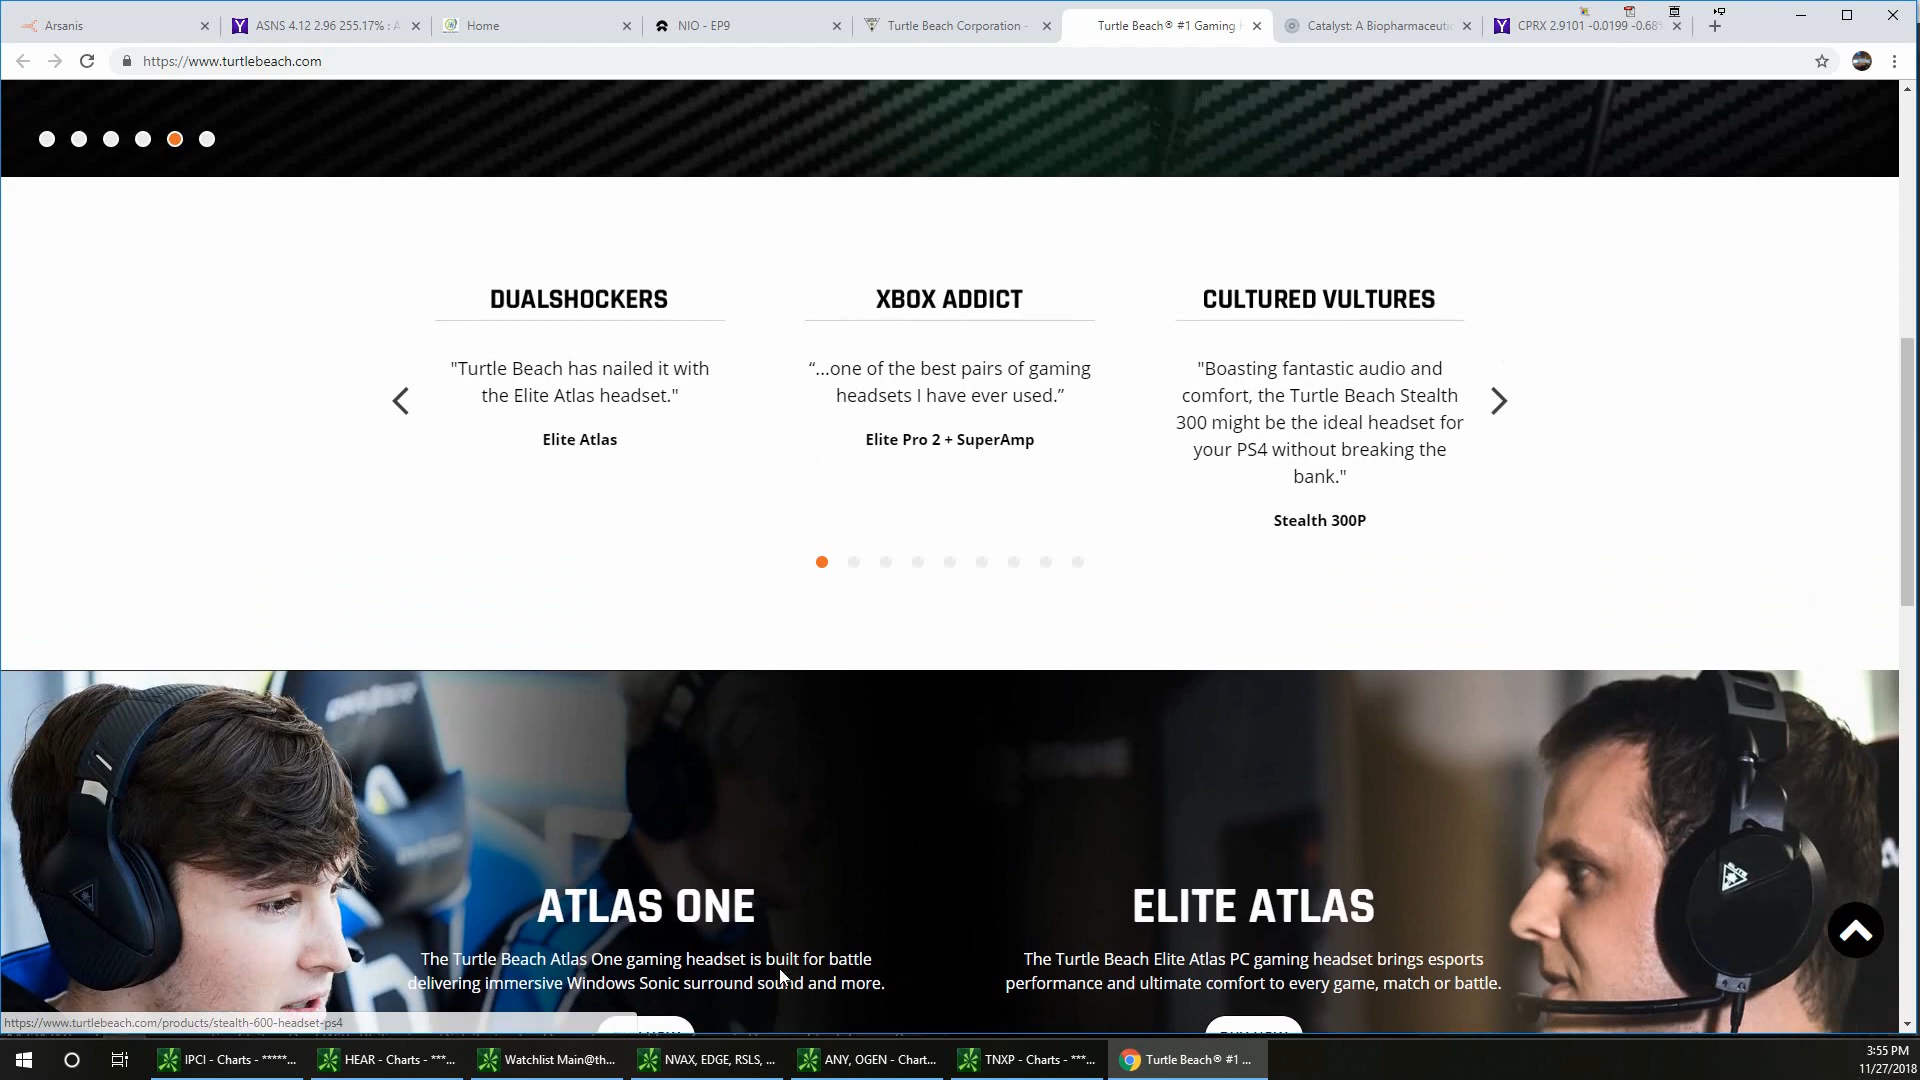 Arsanis
ASNS 4.12 2.96 255.17% : A
Home
NIO - EP9
Turtle Beach Corporation -
Turtle Beach® #1 Gaming
Catalyst: A Biopharmaceutic
CPRX 2.9101 -0.0199 -0.68%
https://www.turtlebeach.com
DUALSHOCKERS
"Turtle Beach has nailed it with
the Elite Atlas headset."
Elite Atlas
XBOX ADDICT
“...one of the best pairs of gaming
headsets I have ever used.”
Elite Pro 2 + SuperAmp
CULTURED VULTURES
"Boasting fantastic audio and
comfort, the Turtle Beach Stealth
300 might be the ideal headset for
your PS4 without breaking the
bank."
Stealth 300P
ATLAS ONE
The Turtle Beach Atlas One gaming headset is built for battle
delivering immersive Windows Sonic surround sound and more.
ELITE ATLAS
The Turtle Beach Elite Atlas PC gaming headset brings esports
performance and ultimate comfort to every game, match or battle.
https://www.turtlebeach.com/products/stealth-600-headset-ps4
IPCI - Charts - *****...
HEAR - Charts - ***...
Watchlist Main@th...
NVAX, EDGE, RSLS, ...
ANY, OGEN - Chart...
TNXP - Charts - ***...
Turtle Beach® #1 ...
3:55 PM
11/27/2018